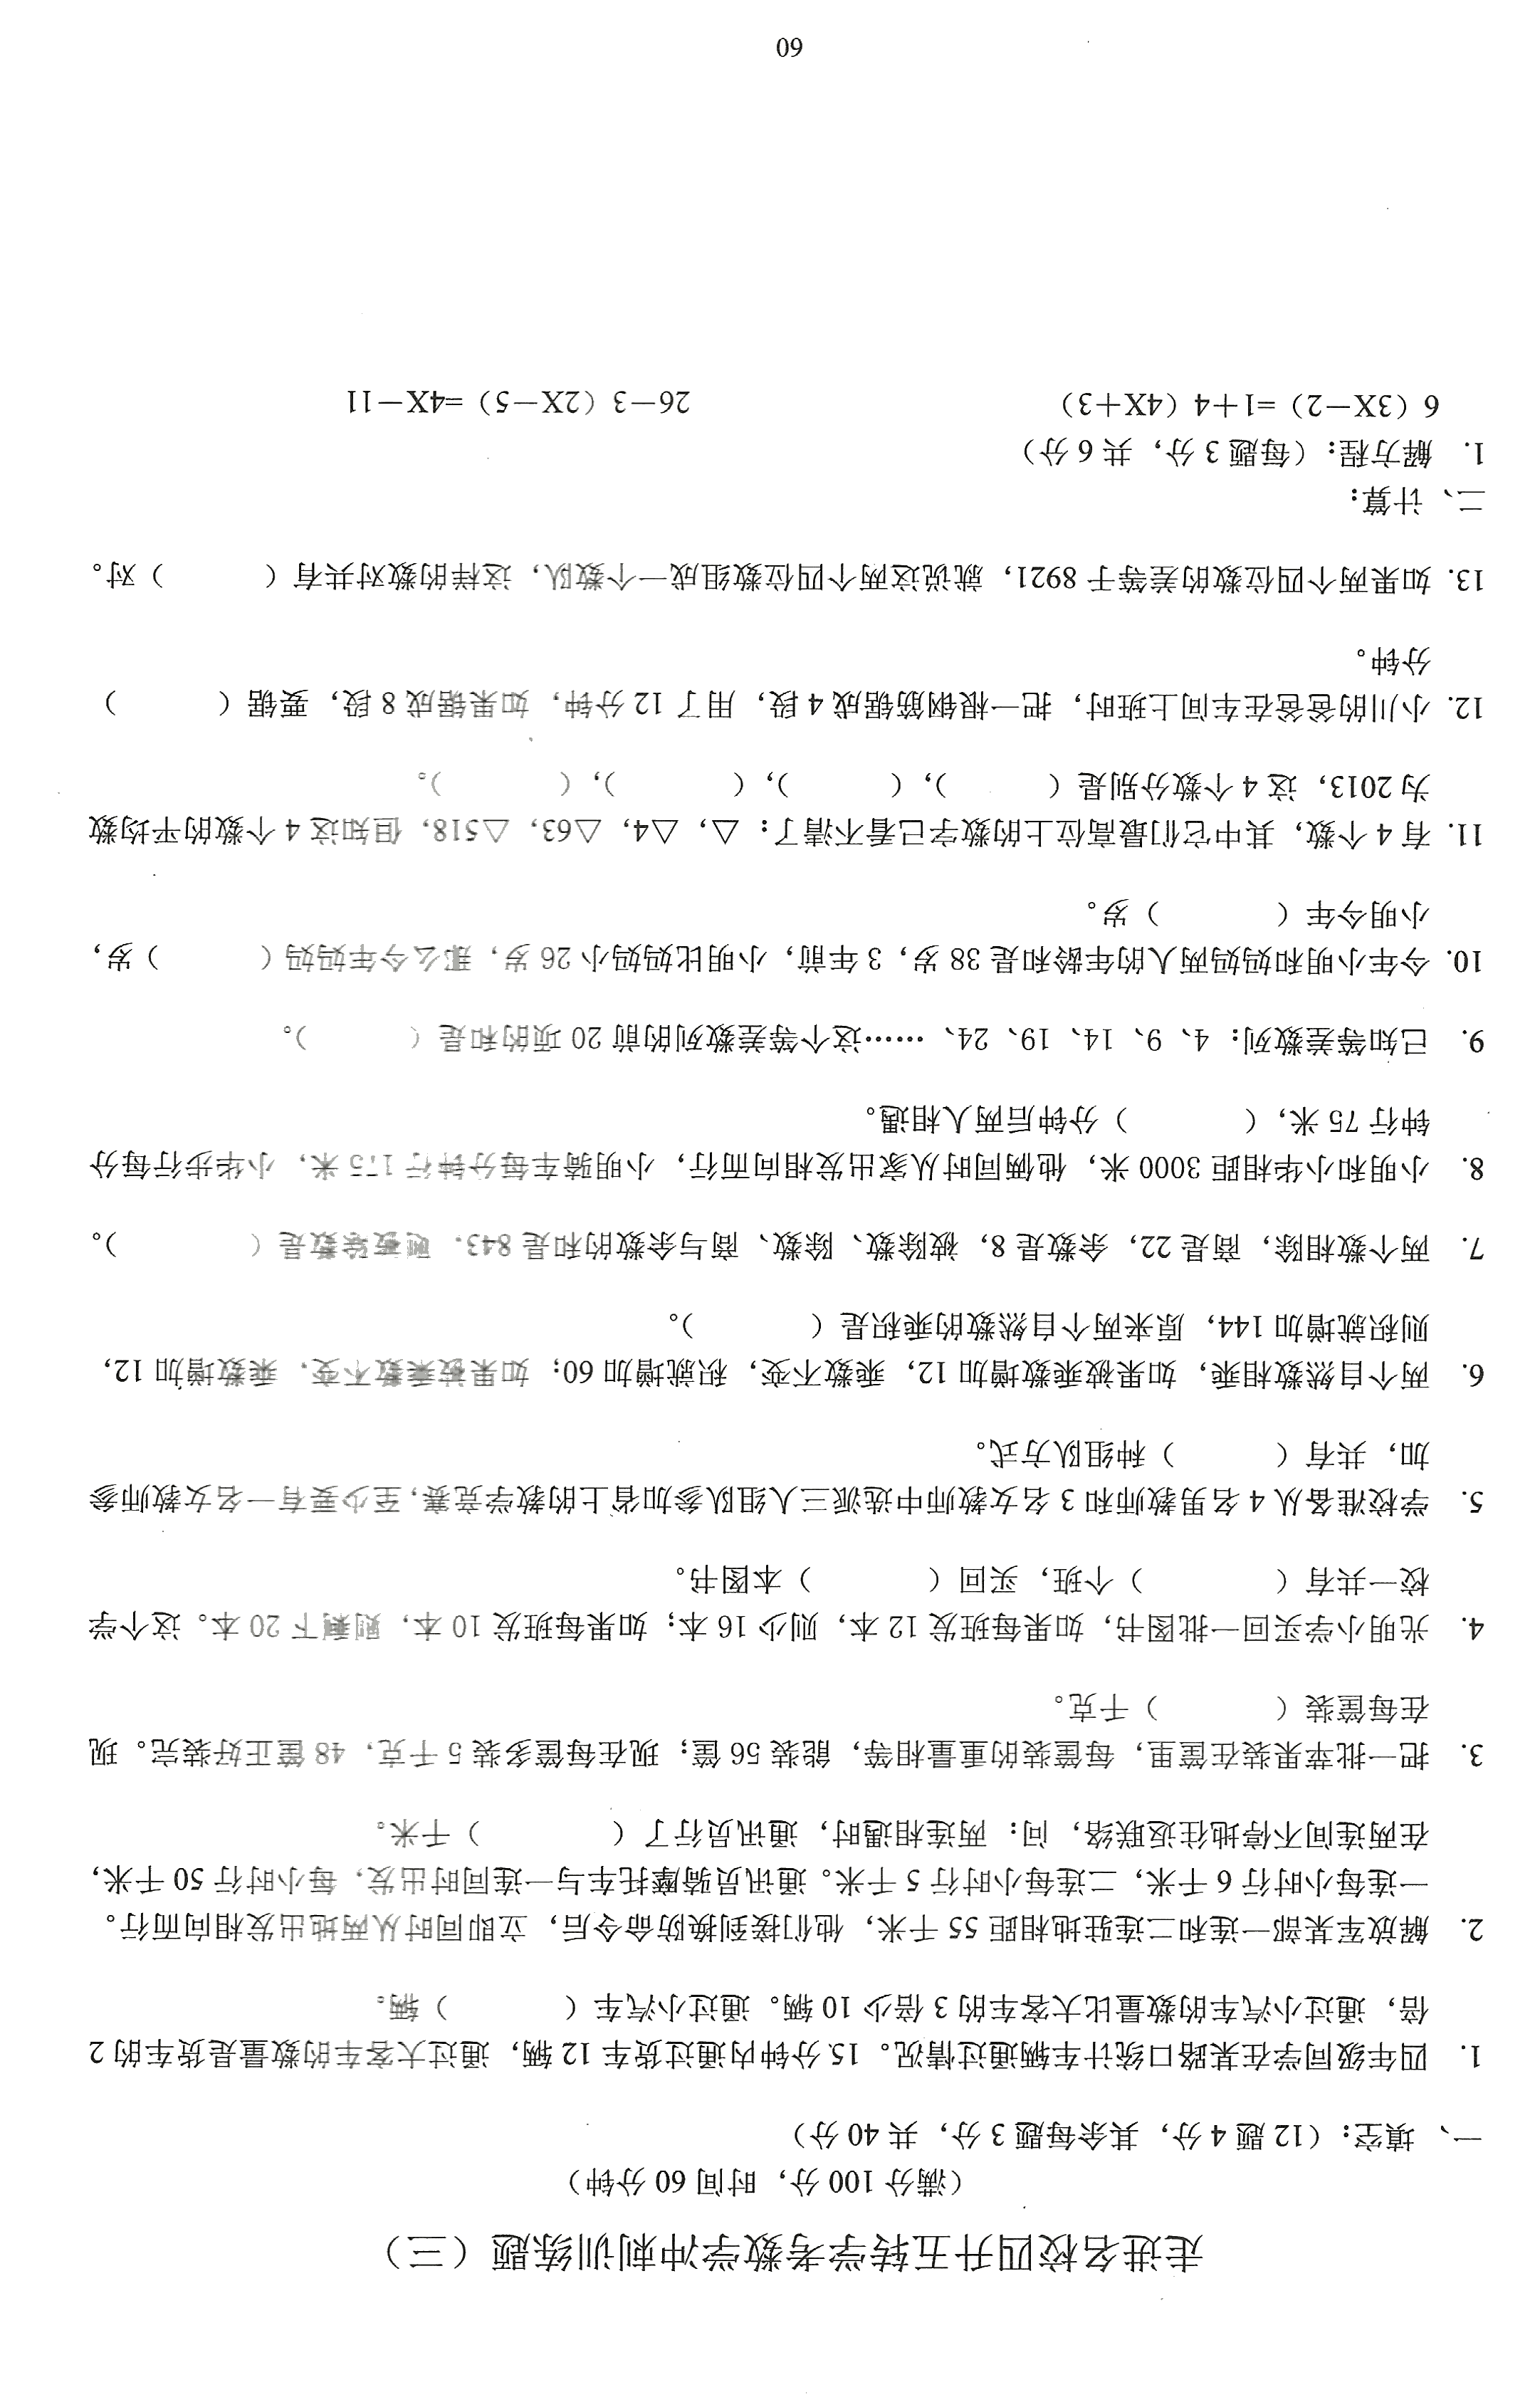 走进名校四升五转学考数学冲刺训练题（三）
（满分 100 分，时间 60 分钟）
一、填空：（12 题 4 分，其余每题 3 分，共 40 分）
1. 四年级同学在某路口统计车辆通过情况。15 分钟内通过货车 12 辆，通过大客车的数量是货车的 2
倍，通过小汽车的数量比大客车的 3 倍少 10 辆。通过小汽车（　　）辆。
2. 解放军某部一连和二连驻地相距 55 千米，他们接到换防命令后，立即同时从两地出发相向而行。
一连每小时行 6 千米，二连每小时行 5 千米。通讯员骑摩托车与一连同时出发，每小时行 50 千米，
在两连间不停地往返联络，问：两连相遇时，通讯员行了（　　）千米。
3. 把一批苹果装在筐里，每筐装的重量相等，能装 56 筐；现在每筐多装 5 千克，48 筐正好装完。现
在每筐装（　　）千克。
4. 光明小学买回一批图书，如果每班发 12 本，则少 16 本；如果每班发 10 本，则剩下 20 本。这个学
校一共有（　　）个班，买回（　　）本图书。
5. 学校准备从 4 名男教师和 3 名女教师中选派三人组队参加省上的教学竞赛，至少要有一名女教师参
加，共有（　　）种组队方式。
6. 两个自然数相乘，如果被乘数增加 12，乘数不变，积就增加 60；如果被乘数不变，乘数增加 12，
则积就增加 144，原来两个自然数的乘积是（　　）。
7. 两个数相除，商是 22，余数是 8，被除数、除数、商与余数的和是 843，则被除数是（　　）。
8. 小明和小华相距 3000 米，他俩同时从家出发相向而行，小明骑车每分钟行 175 米，小华步行每分
钟行 75 米，（　　）分钟后两人相遇。
9. 已知等差数列：4、9、14、19、24、……这个等差数列的前 20 项的和是（　　）。
10. 今年小明和妈妈两人的年龄和是 38 岁，3 年前，小明比妈妈小 26 岁，那么今年妈妈（　　）岁，
小明今年（　　）岁。
11. 有 4 个数，其中它们最高位上的数字已看不清了：△，△4，△63，△518，但知这 4 个数的平均数
为 2013，这 4 个数分别是（　　），（　　），（　　），（　　）。
12. 小川的爸爸在车间上班时，把一根钢筋锯成 4 段，用了 12 分钟，如果锯成 8 段，要锯（　　）
分钟。
13. 如果两个四位数的差等于 8921，就说这两个四位数组成一个数队，这样的数对共有（　　）对。
二、计算：
1. 解方程：（每题 3 分，共 6 分）
6（3X－2）=1＋4（4X＋3）　　26－3（2X－5）=4X－11
60